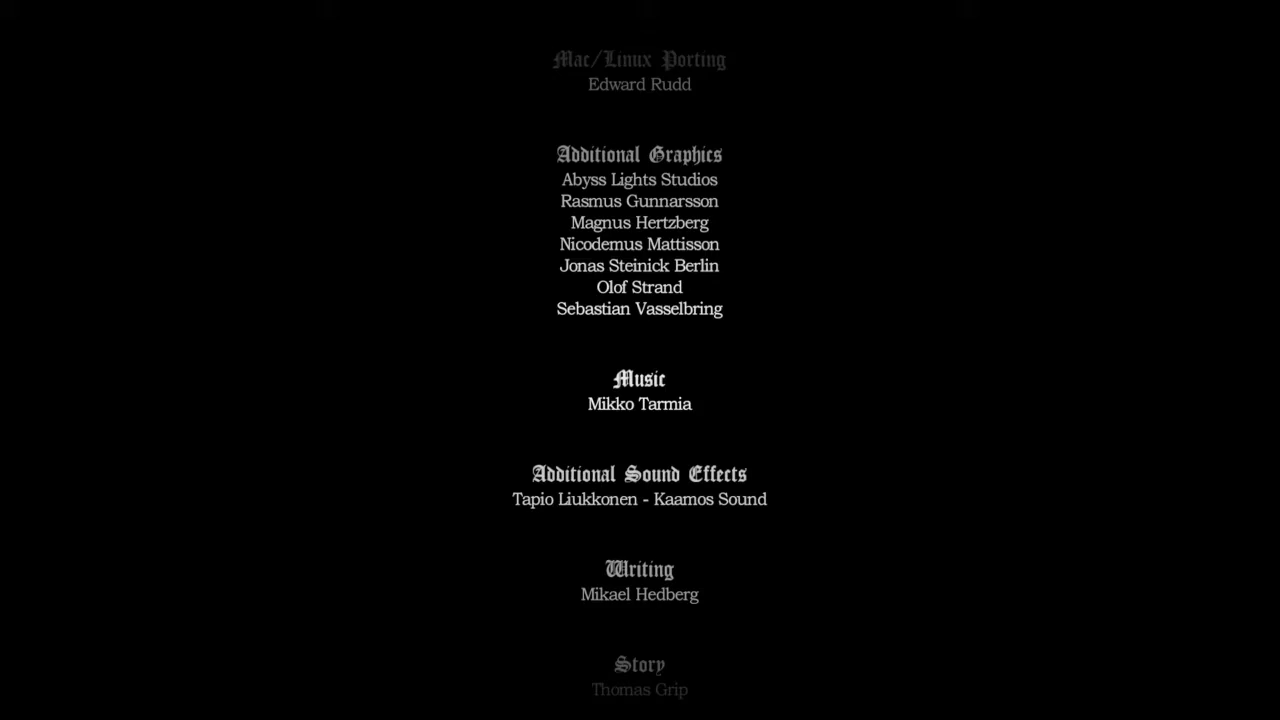 Mac/Linux Porting
Edward Rudd
Additional Graphics
Abyss Lights Studios
Rasmus Gunnarsson
Magnus Hertzberg
Nicodemus Mattisson
Jonas Steinick Berlin
Olof Strand
Sebastian Vasselbring
Music
Mikko Tarmia
Additional Sound Effects
Tapio Liukkonen - Kaamos Sound
Writing
Mikael Hedberg
Story
Thomas Grip